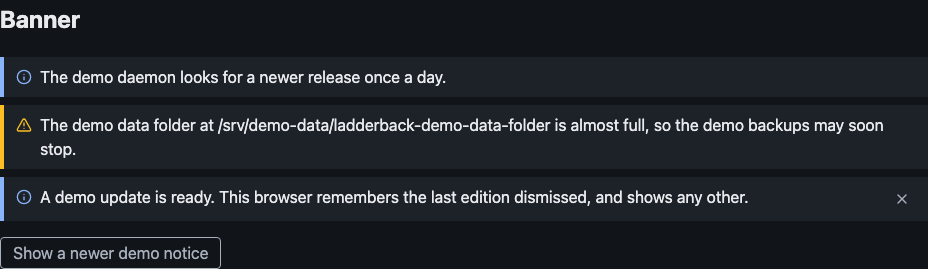 Banner
The demo daemon looks for a newer release once a day.
The demo data folder at /srv/demo-data/ladderback-demo-data-folder is almost full, so the demo backups may soon
stop.
A demo update is ready. This browser remembers the last edition dismissed, and shows any other.
Show a newer demo notice